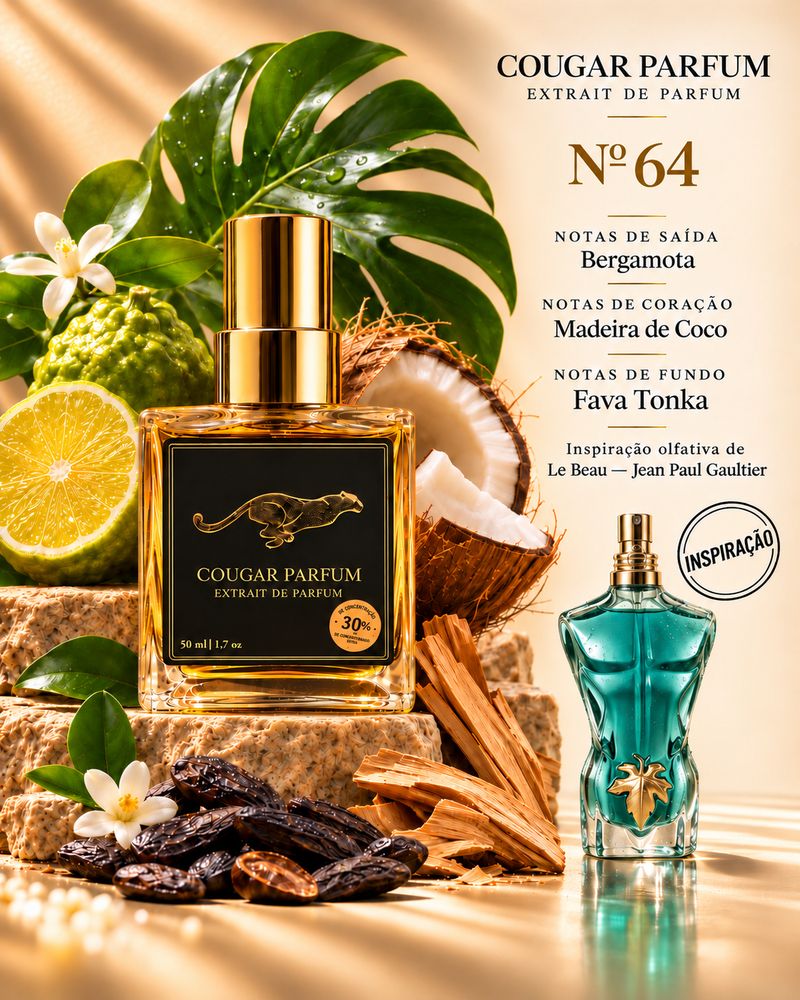 COUGAR PARFUM
EXTRAIT DE PARFUM
Nº 64
NOTAS DE SAÍDA
Bergamota
NOTAS DE CORAÇÃO
Madeira de Coco
NOTAS DE FUNDO
Fava Tonka
Inspiração olfativa de
Le Beau — Jean Paul Gaultier
INSPIRAÇÃO
COUGAR PARFUM
EXTRAIT DE PARFUM
50 ml | 1,7 oz
DE CONCENTRAÇÃO
30%